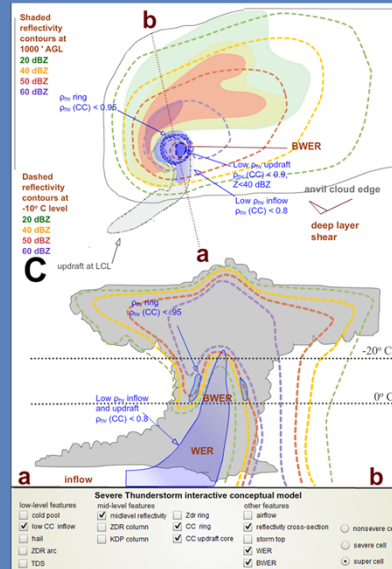 b
Shaded
reflectivity
contours at
1000 ' AGL
20 dBZ
40 dBZ
50 dBZ
60 dBZ
ρhv ring
ρhv (CC) < 0.95
BWER
Low ρhv updraft
ρhv (CC) < 0.9,
Z<40 dBZ
Low ρhv inflow
ρhv (CC) < 0.8
anvil cloud edge
deep layer
shear
Dashed
reflectivity
contours at
-10º C level
20 dBZ
40 dBZ
50 dBZ
60 dBZ
updraft at LCL
a
C
ρhv ring
ρhv (CC) < .95
-20º C
0º C
Low ρhv inflow
and updraft
ρhv (CC) < 0.8
BWER
WER
a
inflow
b
Severe Thunderstorm interactive conceptual model
low-level features
cold pool
low CC inflow
hail
ZDR arc
TDS
mid-level features
midlevel reflectivity
ZDR column
KDP column
Zdr ring
CC ring
CC updraft core
other features
airflow
reflectivity cross-section
storm top
WER
BWER
nonsevere ce
severe cell
super cell